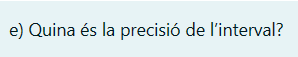 e) Quina és la precisió de l’interval?